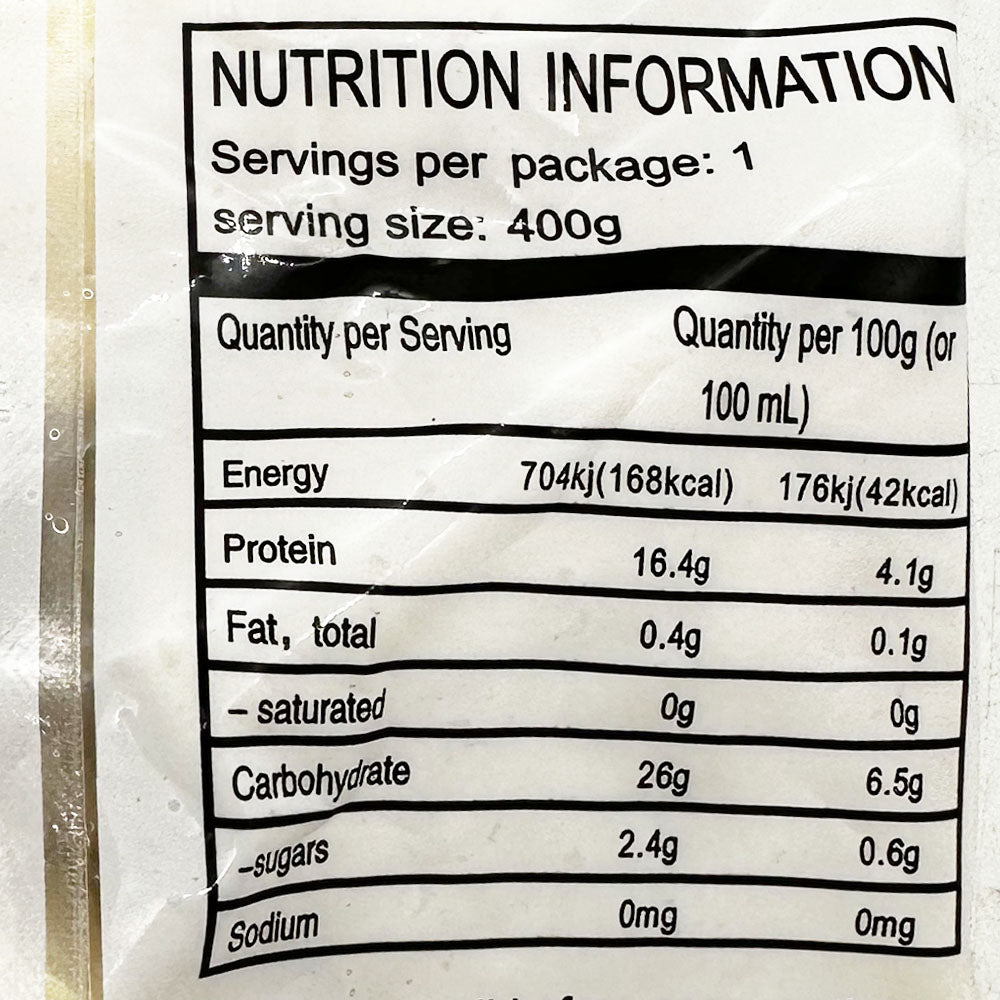 NUTRITION INFORMATION
Servings per package: 1
serving size: 400g
Quantity per Serving Quantity per 100g (or
100 mL)
Energy 704kj(168kcal) 176kj(42kcal)
Protein 16.4g 4.1g
Fat, total 0.4g 0.1g
– saturated 0g 0g
Carbohydrate 26g 6.5g
–sugars 2.4g 0.6g
Sodium 0mg 0mg